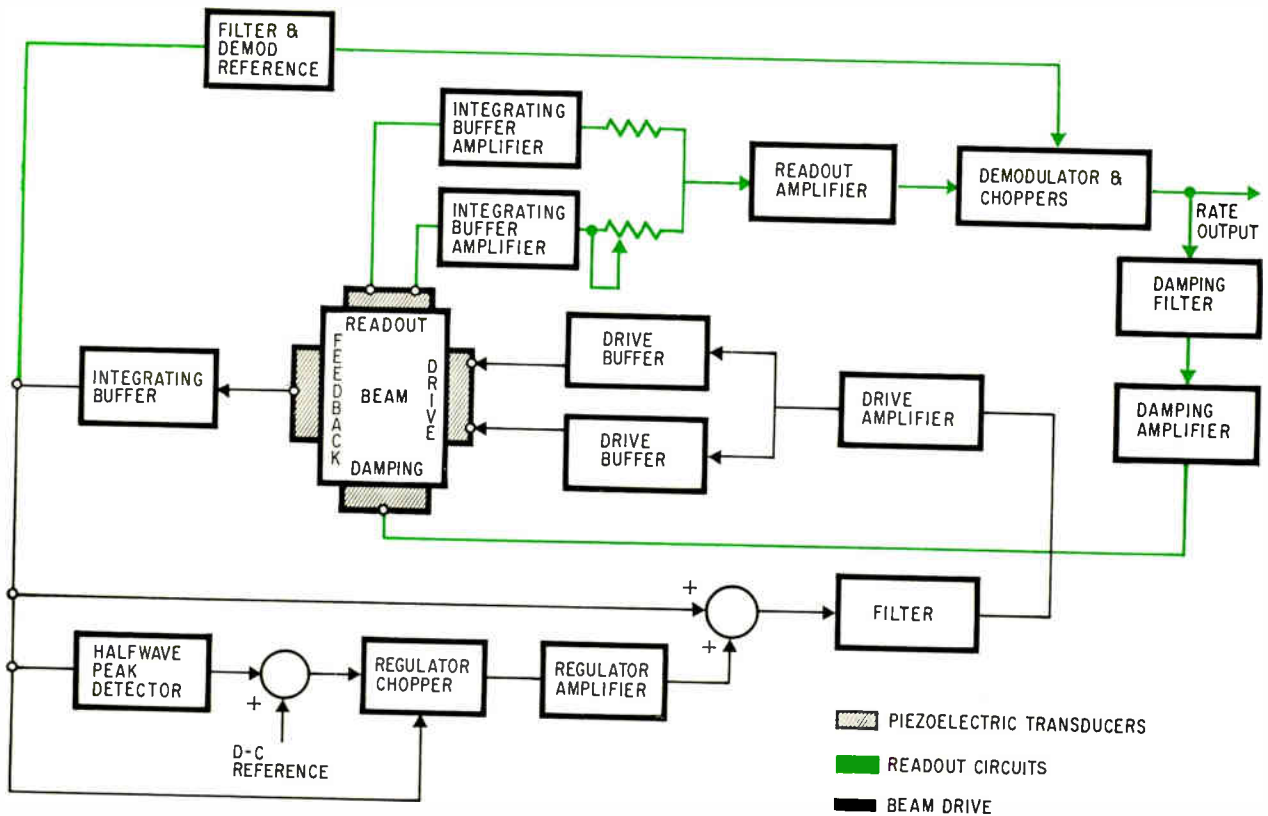 FILTER &
DEMOD
REFERENCE
INTEGRATING
BUFFER
AMPLIFIER
INTEGRATING
BUFFER
AMPLIFIER
READOUT
AMPLIFIER
DEMODULATOR &
CHOPPERS
RATE
OUTPUT
DAMPING
FILTER
DAMPING
AMPLIFIER
READOUT
FEEDBACK
BEAM
DRIVE
DAMPING
INTEGRATING
BUFFER
DRIVE
BUFFER
DRIVE
BUFFER
DRIVE
AMPLIFIER
+
+
FILTER
HALFWAVE
PEAK
DETECTOR
+
D-C
REFERENCE
REGULATOR
CHOPPER
REGULATOR
AMPLIFIER
PIEZOELECTRIC TRANSDUCERS
READOUT CIRCUITS
BEAM DRIVE